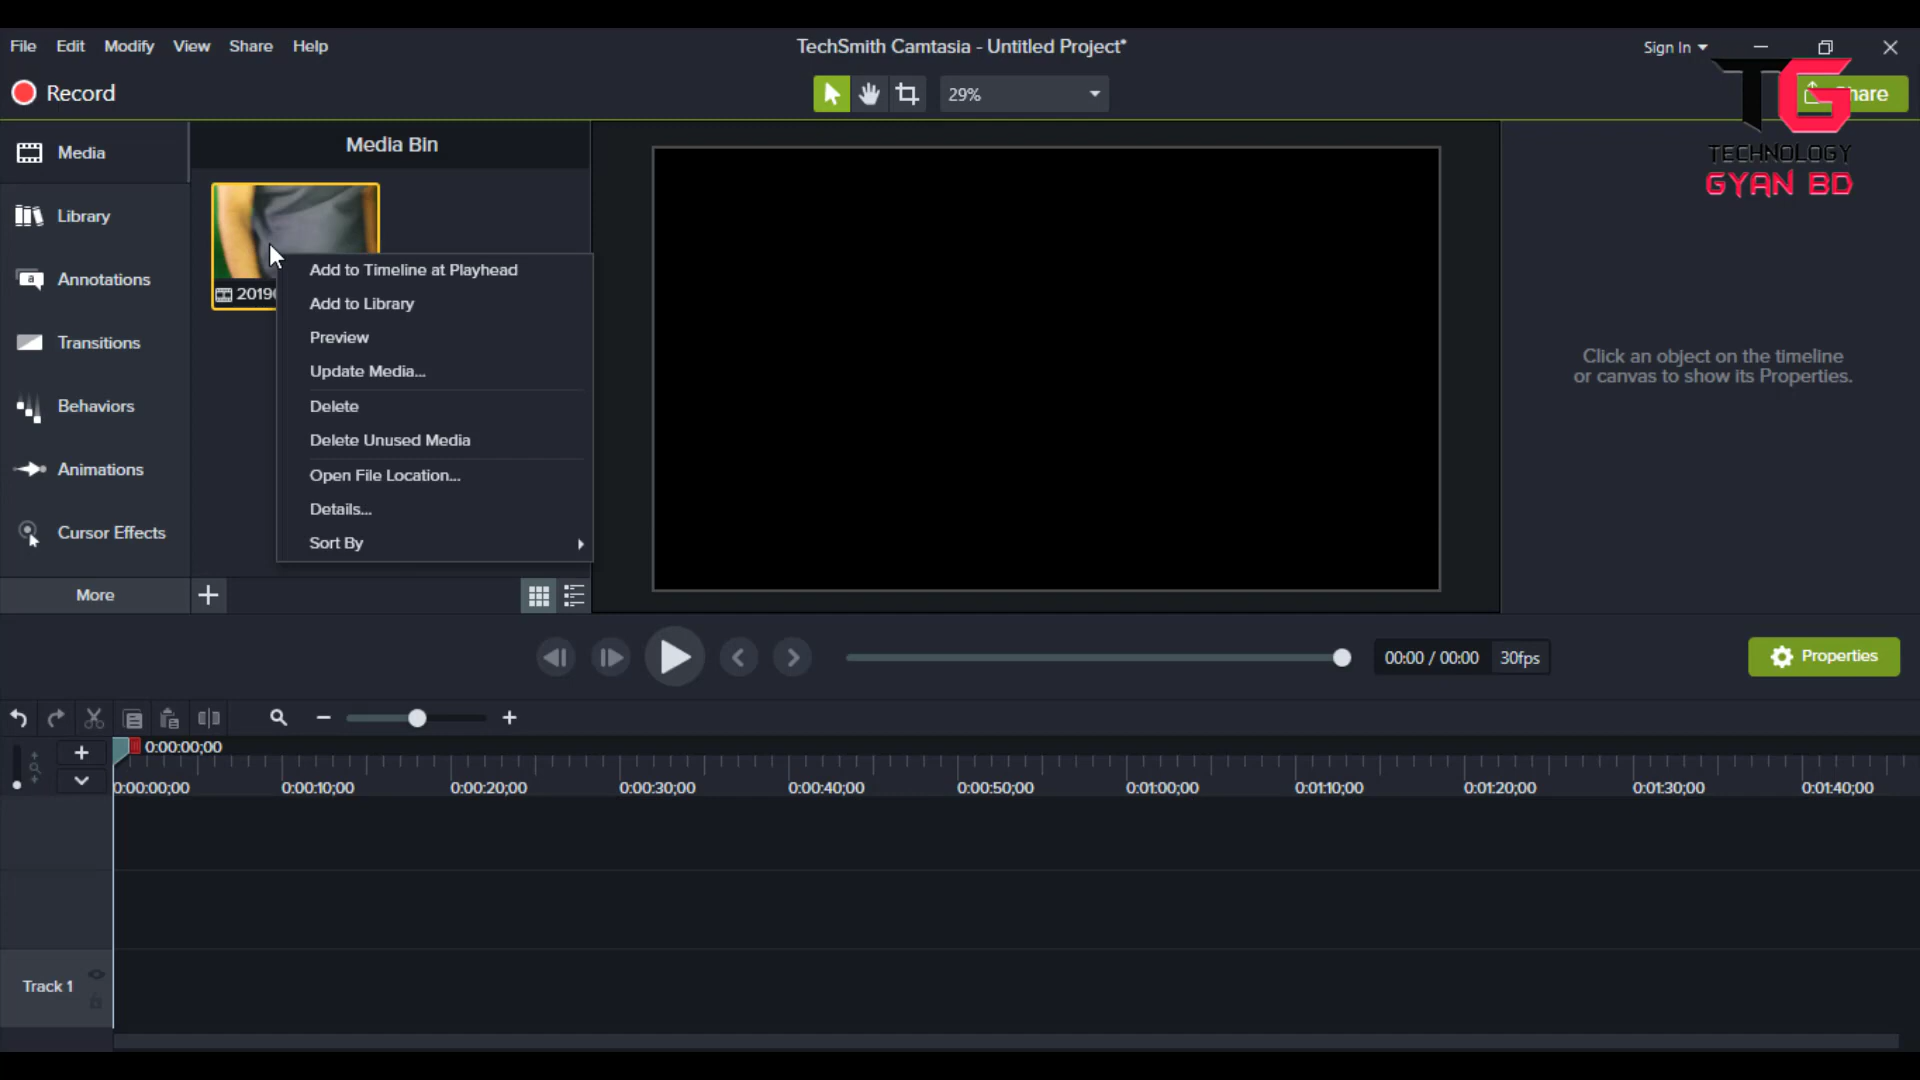 File Edit Modify View Share Help
TechSmith Camtasia - Untitled Project*
Sign In
Record
29%
hare
TG
TECHNOLOGY
GYAN BD
Media
Library
Annotations
Transitions
Behaviors
Animations
Cursor Effects
More
Media Bin
Add to Timeline at Playhead
Add to Library
Preview
Update Media...
Delete
Delete Unused Media
Open File Location...
Details...
Sort By
Click an object on the timeline
or canvas to show its Properties.
00:00 / 00:00 30fps
Properties
0:00:00;00
0:00:00;00 0:00:10;00 0:00:20;00 0:00:30;00 0:00:40;00 0:00:50;00 0:01:00;00 0:01:10;00 0:01:20;00 0:01:30;00 0:01:40;00
Track 1